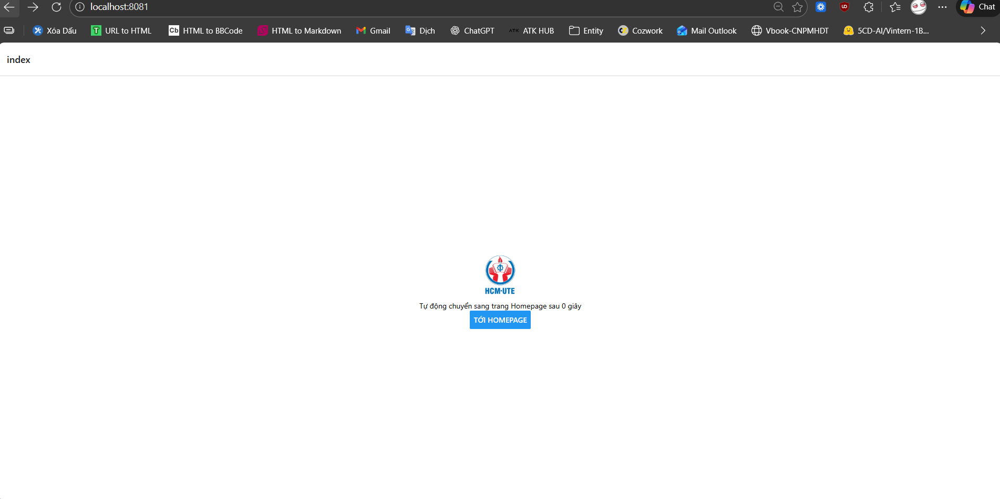 localhost:8081
Chat
Xóa Dấu
URL to HTML
Cb HTML to BBCode
HTML to Markdown
Gmail
Dịch
ChatGPT
ATK ATK HUB
Entity
Cozwork
Mail Outlook
Vbook-CNPMHDT
5CD-AI/Vintern-1B...
index
HCM-UTE
Tự động chuyển sang trang Homepage sau 0 giây
TỚI HOMEPAGE